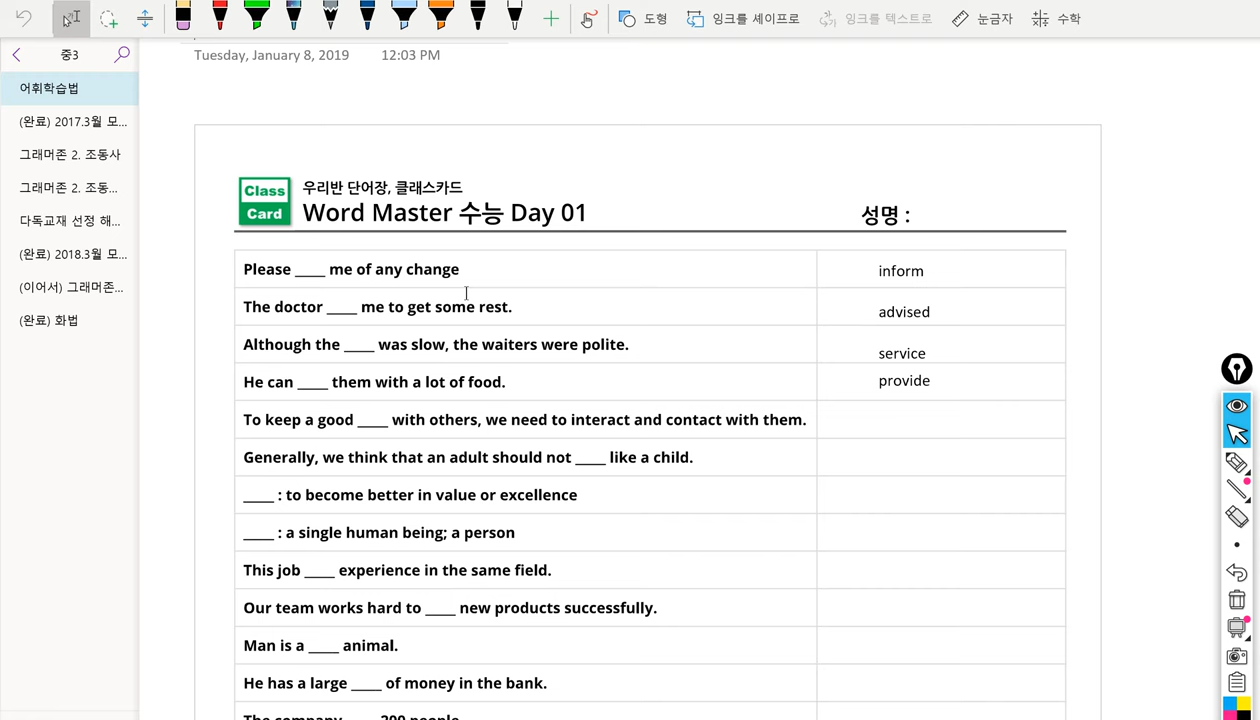 도형
잉크를 셰이프로
잉크를 텍스트로
눈금자
수학
중3
어휘학습법
(완료) 2017.3월 모...
그래머존 2. 조동사
그래머존 2. 조동...
다독교재 선정 해...
(완료) 2018.3월 모...
(이어서) 그래머존...
(완료) 화법
Tuesday, January 8, 2019 12:03 PM
Class
Card
우리반 단어장, 클래스카드
Word Master 수능 Day 01
성명 :
Please ____ me of any change
inform
The doctor ____ me to get some rest.
advised
Although the ____ was slow, the waiters were polite.
service
He can ____ them with a lot of food.
provide
To keep a good ____ with others, we need to interact and contact with them.
Generally, we think that an adult should not ____ like a child.
____ : to become better in value or excellence
____ : a single human being; a person
This job ____ experience in the same field.
Our team works hard to ____ new products successfully.
Man is a ____ animal.
He has a large ____ of money in the bank.
The company ____ 200 people